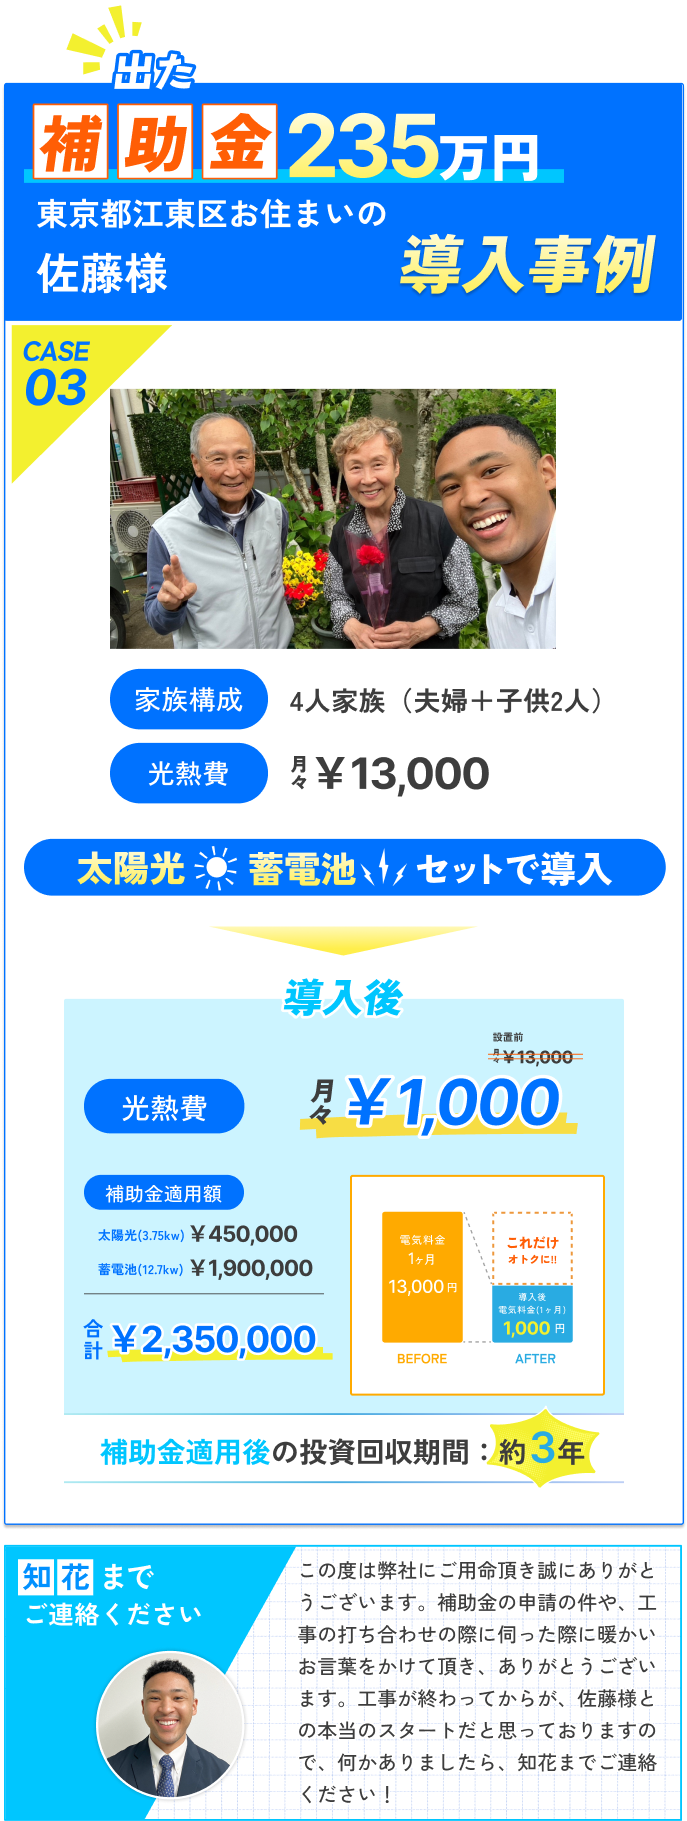 出た
補助金235万円
東京都江東区お住まいの
佐藤様
導入事例
CASE
03
家族構成 4人家族（夫婦＋子供2人）
光熱費 月々￥13,000
太陽光 蓄電池 セットで導入
導入後
設置前
月々￥13,000
光熱費 月々￥1,000
補助金適用額
太陽光(3.75kw) ￥450,000
蓄電池(12.7kw) ￥1,900,000
合計 ￥2,350,000
電気料金
1ヶ月
13,000円
BEFORE
これだけ
オトクに!!
導入後
電気料金(1ヶ月)
1,000 円
AFTER
補助金適用後の投資回収期間：約3年
知花まで
ご連絡ください
この度は弊社にご用命頂き誠にありがと
うございます。補助金の申請の件や、工
事の打ち合わせの際に伺った際に暖かい
お言葉をかけて頂き、ありがとうござい
ます。工事が終わってからが、佐藤様と
の本当のスタートだと思っておりますの
で、何かありましたら、知花までご連絡
ください！